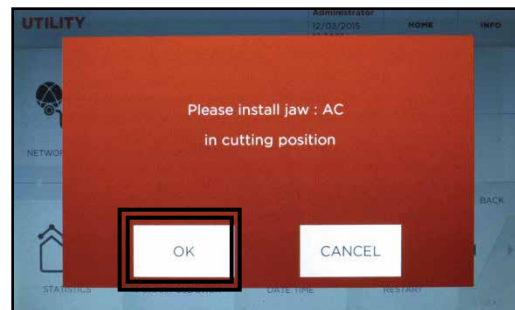 UTILITY
Administrator
12/03/2015
HOME
INFO
Please install jaw : AC
in cutting position
NETWO
BACK
OK
CANCEL
STATISTICS
DATE TIME
RESTART